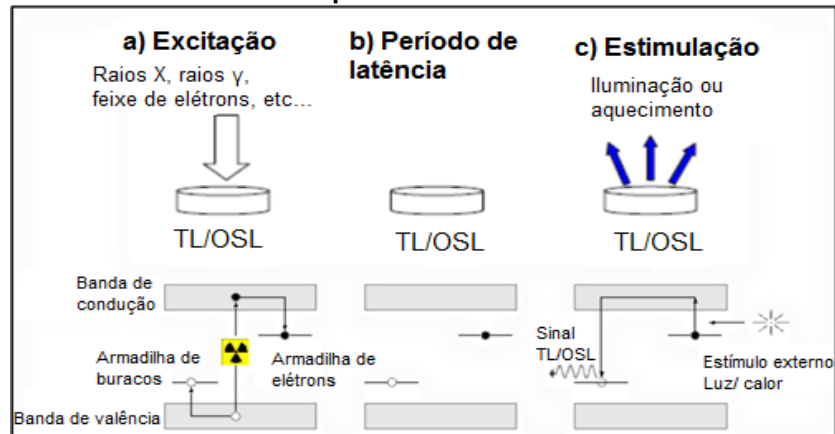 a) Excitação
Raios X, raios γ,
feixe de elétrons, etc...
TL/OSL
b) Período de
latência
TL/OSL
c) Estimulação
Iluminação ou
aquecimento
TL/OSL
Banda de
condução
Armadilha de
buracos
Armadilha de
elétrons
Banda de valência
Sinal
TL/OSL
Estímulo externo
Luz/ calor